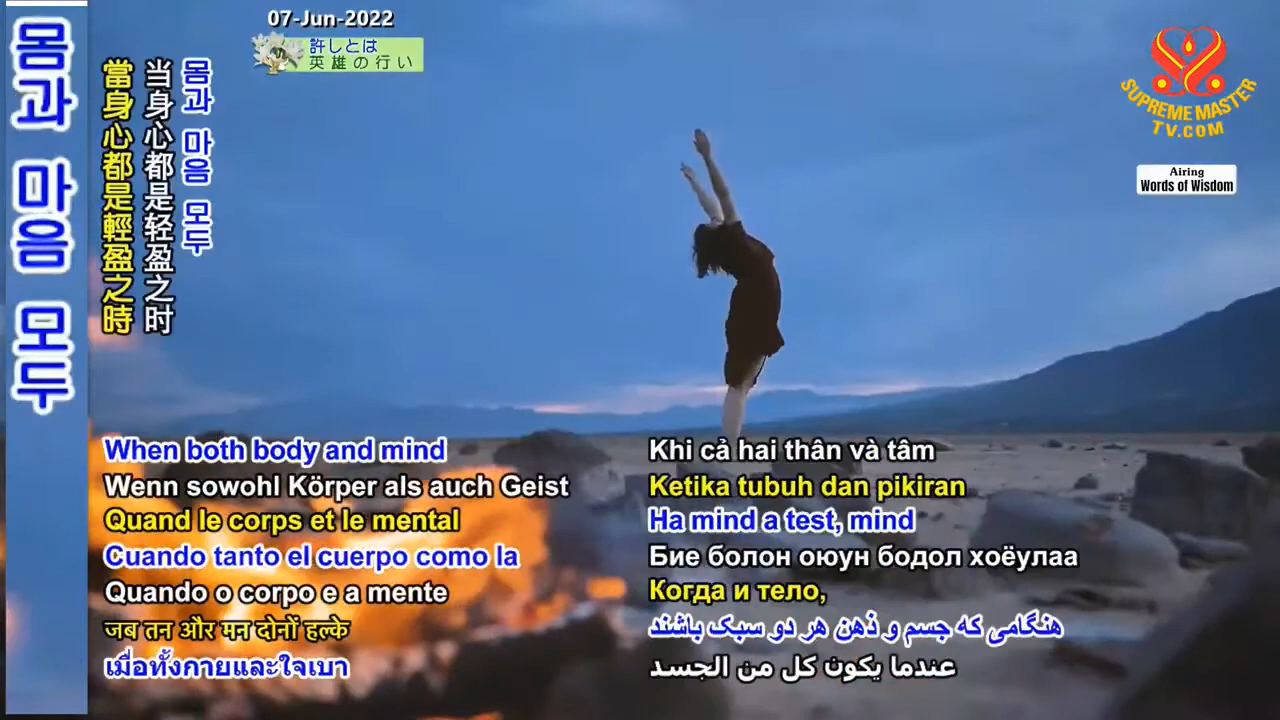 몸과 마음 모두
07-Jun-2022
許しとは
英雄の行い
當身心都是輕盈之時
当身心都是轻盈之时
몸과 마음 모두
SUPREME MASTER
TV.COM
Airing
Words of Wisdom
When both body and mind
Wenn sowohl Körper als auch Geist
Quand le corps et le mental
Cuando tanto el cuerpo como la
Quando o corpo e a mente
जब तन और मन दोनों हल्के
เมื่อทั้งกายและใจเบา
Khi cả hai thân và tâm
Ketika tubuh dan pikiran
Ha mind a test, mind
Бие болон оюун бодол хоёулаа
Когда и тело,
هنگامی که جسم و ذهن هر دو سبک باشند
عندما يكون كل من الجسد